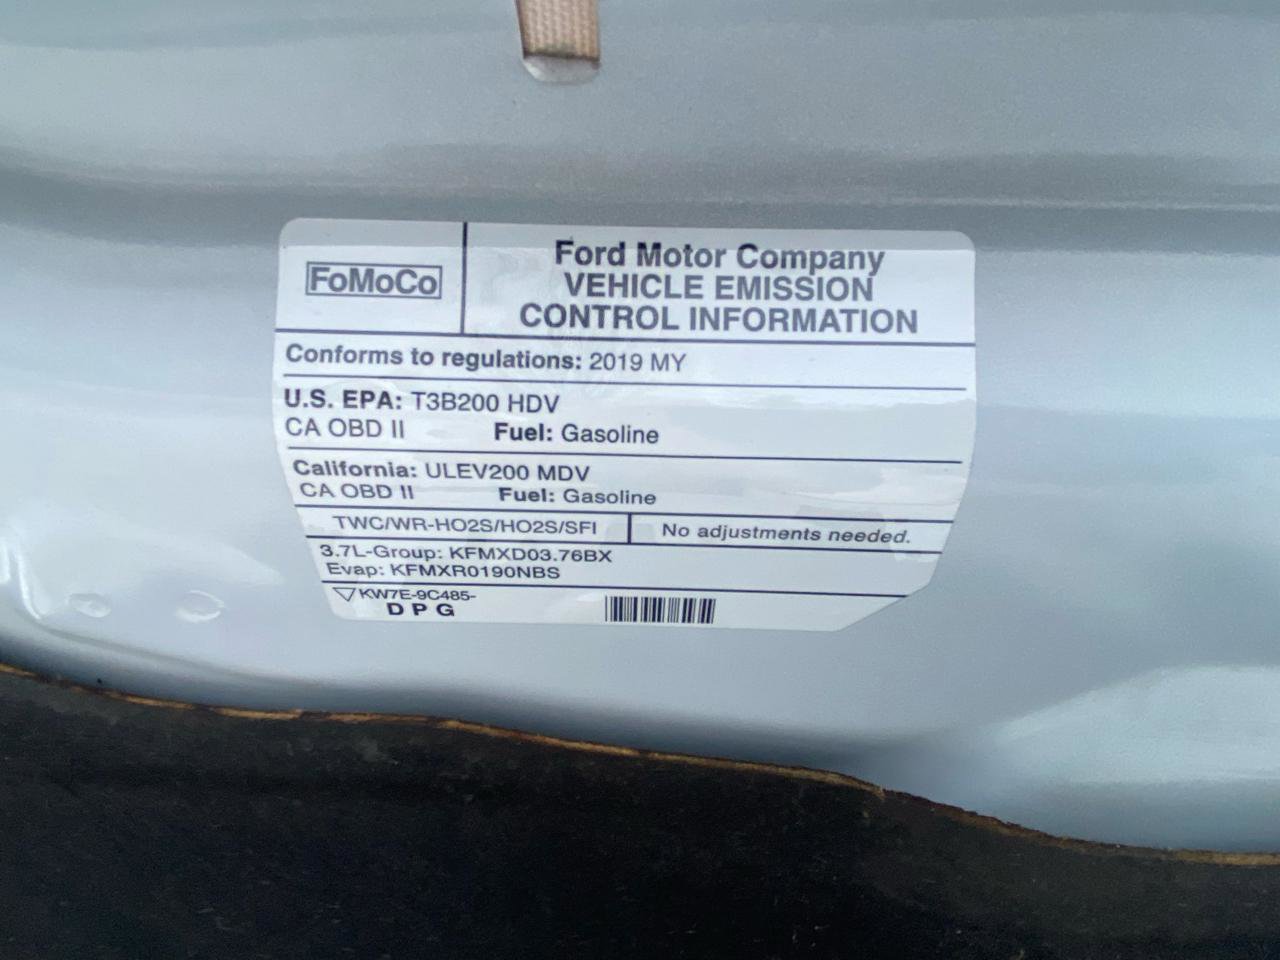 FoMoCo
Ford Motor Company
VEHICLE EMISSION
CONTROL INFORMATION
Conforms to regulations: 2019 MY
U.S. EPA: T3B200 HDV
CA OBD II Fuel: Gasoline
California: ULEV200 MDV
CA OBD II Fuel: Gasoline
TWC/WR-HO2S/HO2S/SFI No adjustments needed.
3.7L-Group: KFMXD03.76BX
Evap: KFMXR0190NBS
KW7E-9C485-
D P G